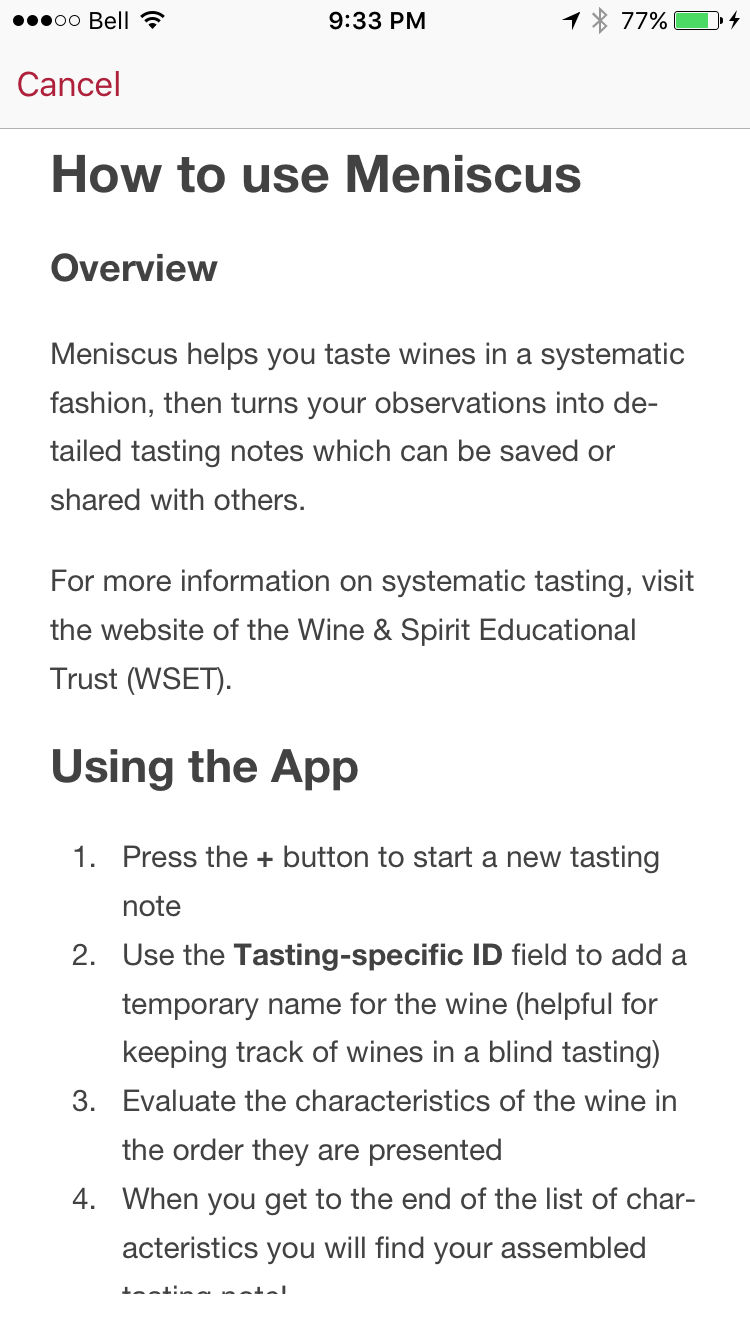 Bell 9:33 PM 77%
Cancel
How to use Meniscus
Overview
Meniscus helps you taste wines in a systematic
fashion, then turns your observations into de-
tailed tasting notes which can be saved or
shared with others.
For more information on systematic tasting, visit
the website of the Wine & Spirit Educational
Trust (WSET).
Using the App
1. Press the + button to start a new tasting
note
2. Use the Tasting-specific ID field to add a
temporary name for the wine (helpful for
keeping track of wines in a blind tasting)
3. Evaluate the characteristics of the wine in
the order they are presented
4. When you get to the end of the list of char-
acteristics you will find your assembled